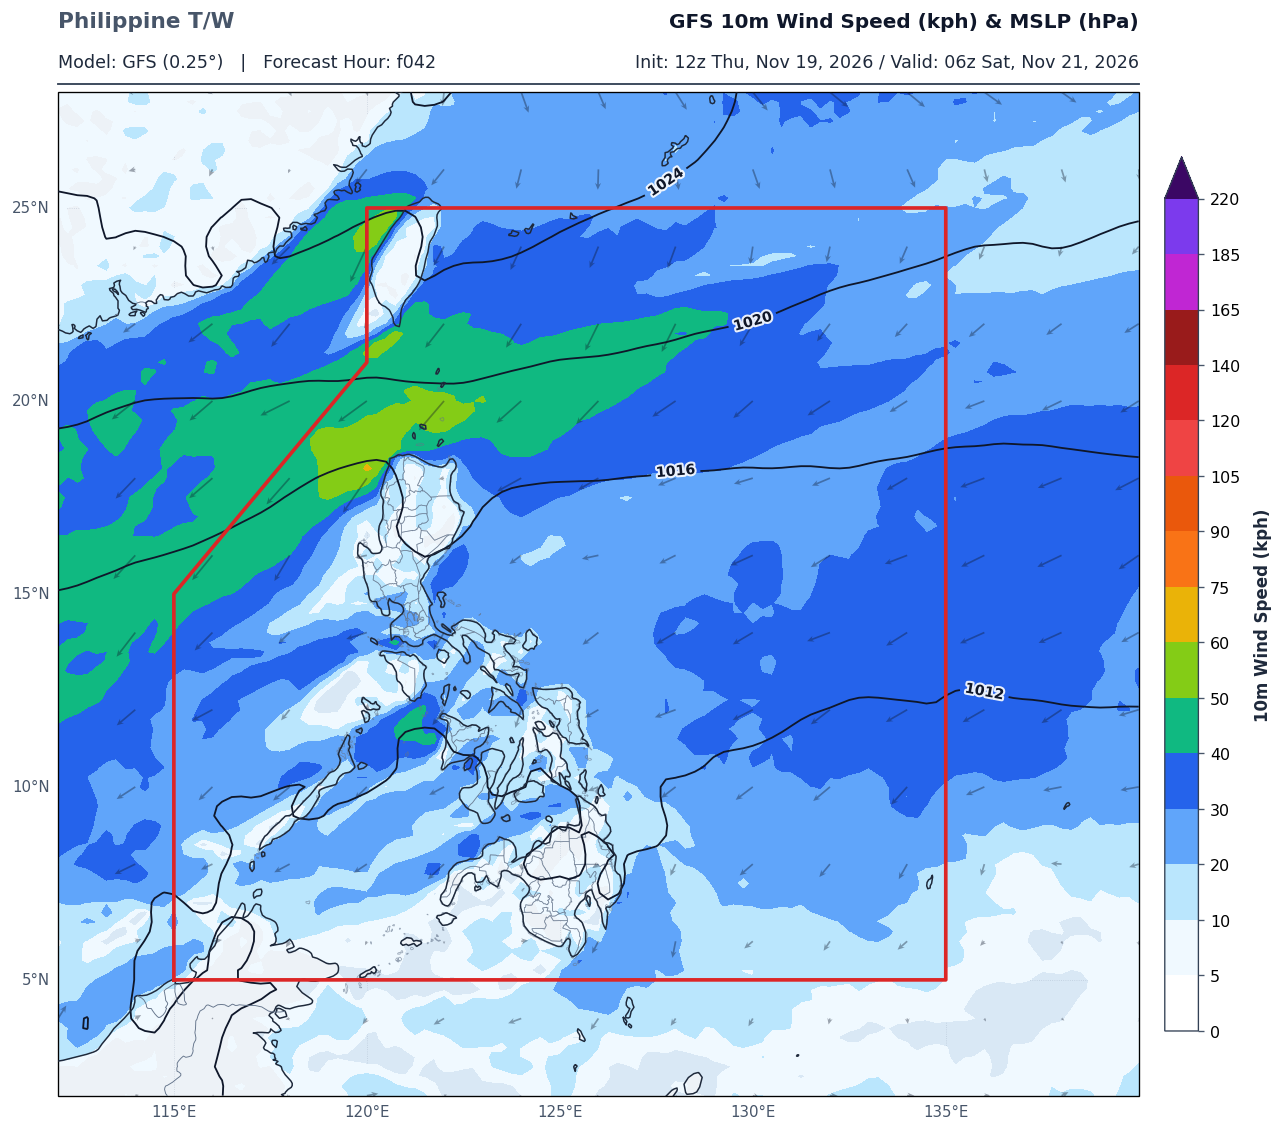 Philippine T/W
GFS 10m Wind Speed (kph) & MSLP (hPa)
Model: GFS (0.25°)   |   Forecast Hour: f042
Init: 12z Thu, Nov 19, 2026 / Valid: 06z Sat, Nov 21, 2026
25°N
20°N
15°N
10°N
5°N
115°E
120°E
125°E
130°E
135°E
1024
1020
1016
1012
220
185
165
140
120
105
90
75
60
50
40
30
20
10
5
0
10m Wind Speed (kph)